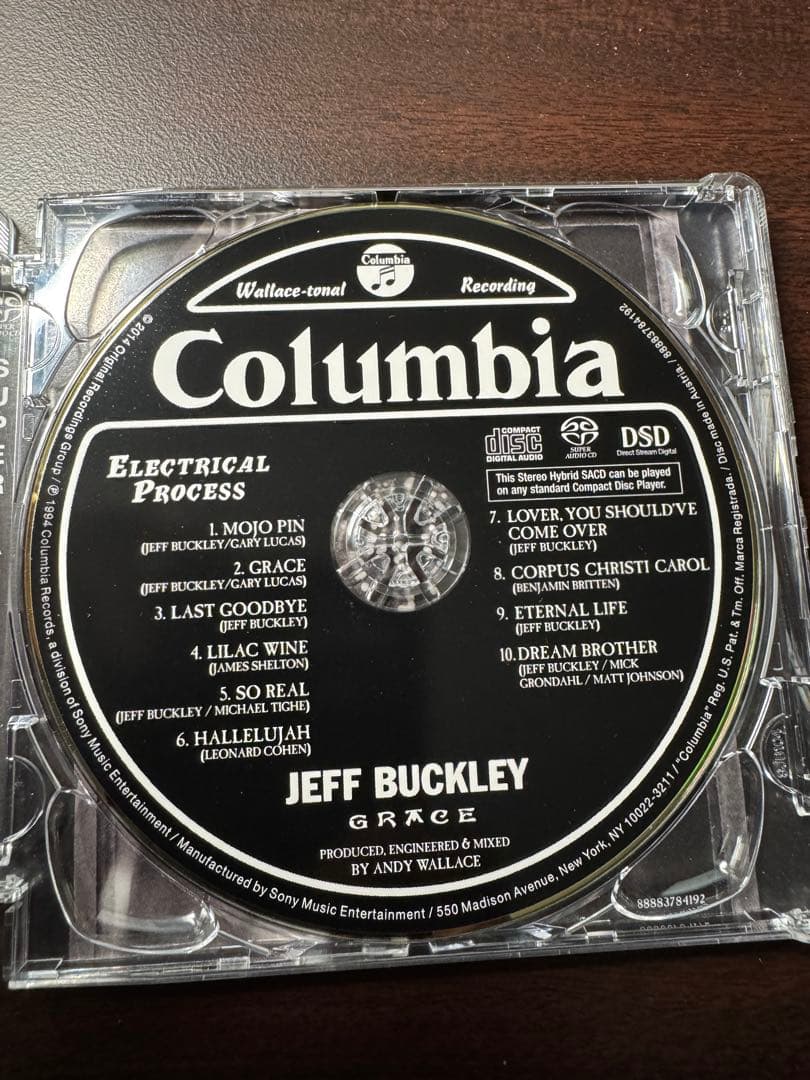 Columbia
Wallace-tonal Recording
Columbia
ELECTRICAL
PROCESS
COMPACT
disc
DIGITAL AUDIO
SUPER
AUDIO CD
DSD
Direct Stream Digital
This Stereo Hybrid SACD can be played
on any standard Compact Disc Player.
1. MOJO PIN
(JEFF BUCKLEY/GARY LUCAS)
2. GRACE
(JEFF BUCKLEY/GARY LUCAS)
3. LAST GOODBYE
(JEFF BUCKLEY)
4. LILAC WINE
(JAMES SHELTON)
5. SO REAL
(JEFF BUCKLEY / MICHAEL TIGHE)
6. HALLELUJAH
(LEONARD COHEN)
7. LOVER, YOU SHOULD'VE
COME OVER
(JEFF BUCKLEY)
8. CORPUS CHRISTI CAROL
(BENJAMIN BRITTEN)
9. ETERNAL LIFE
(JEFF BUCKLEY)
10. DREAM BROTHER
(JEFF BUCKLEY / MICK
GRONDAHL / MATT JOHNSON)
JEFF BUCKLEY
GRACE
PRODUCED, ENGINEERED & MIXED
BY ANDY WALLACE
© 2014 Original Recordings Group / ℗ 1994 Columbia Records, a division of Sony Music Entertainment / Manufactured by Sony Music Entertainment / 550 Madison Avenue, New York, NY 10022-3211 / "Columbia" Reg. U.S. Pat. & Tm. Off. Marca Registrada. / Disc made in Austria. / 88883784192
88883784192